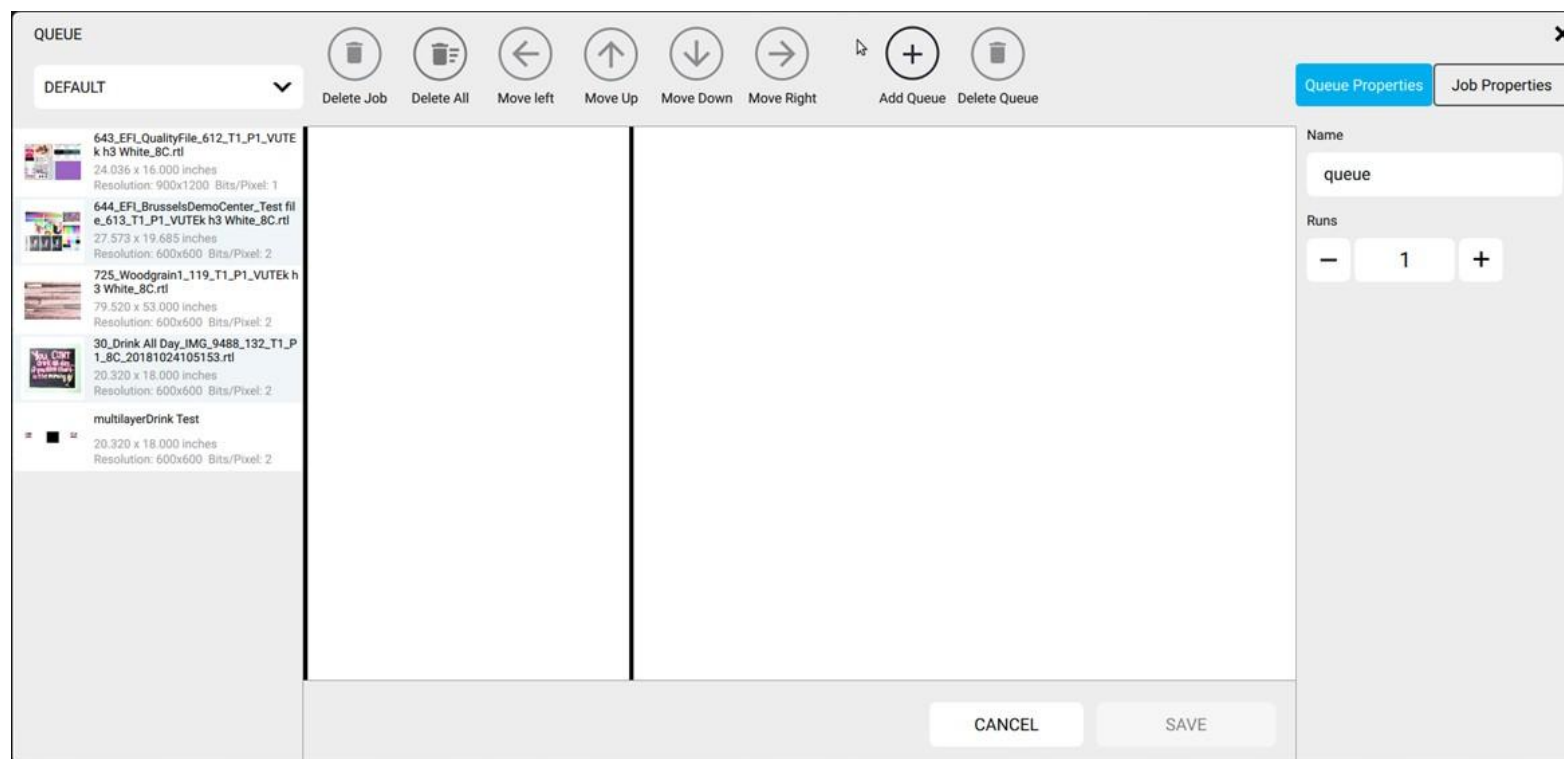 QUEUE
DEFAULT
643_EFI_QualityFile_612_T1_P1_VUTE
k h3 White_8C.rtl
24.036 x 16.000 inches
Resolution: 900x1200 Bits/Pixel: 1
644_EFI_BrusselsDemoCenter_Test fil
e_613_T1_P1_VUTEk h3 White_8C.rtl
27.573 x 19.685 inches
Resolution: 600x600 Bits/Pixel: 2
725_Woodgrain1_119_T1_P1_VUTEk h
3 White_8C.rtl
79.520 x 53.000 inches
Resolution: 600x600 Bits/Pixel: 2
30_Drink All Day_IMG_9488_132_T1_P
1_8C_20181024105153.rtl
20.320 x 18.000 inches
Resolution: 600x600 Bits/Pixel: 2
multilayerDrink Test
20.320 x 18.000 inches
Resolution: 600x600 Bits/Pixel: 2
Delete Job Delete All Move left Move Up Move Down Move Right Add Queue Delete Queue
Queue Properties Job Properties
Name
queue
Runs
1
CANCEL SAVE